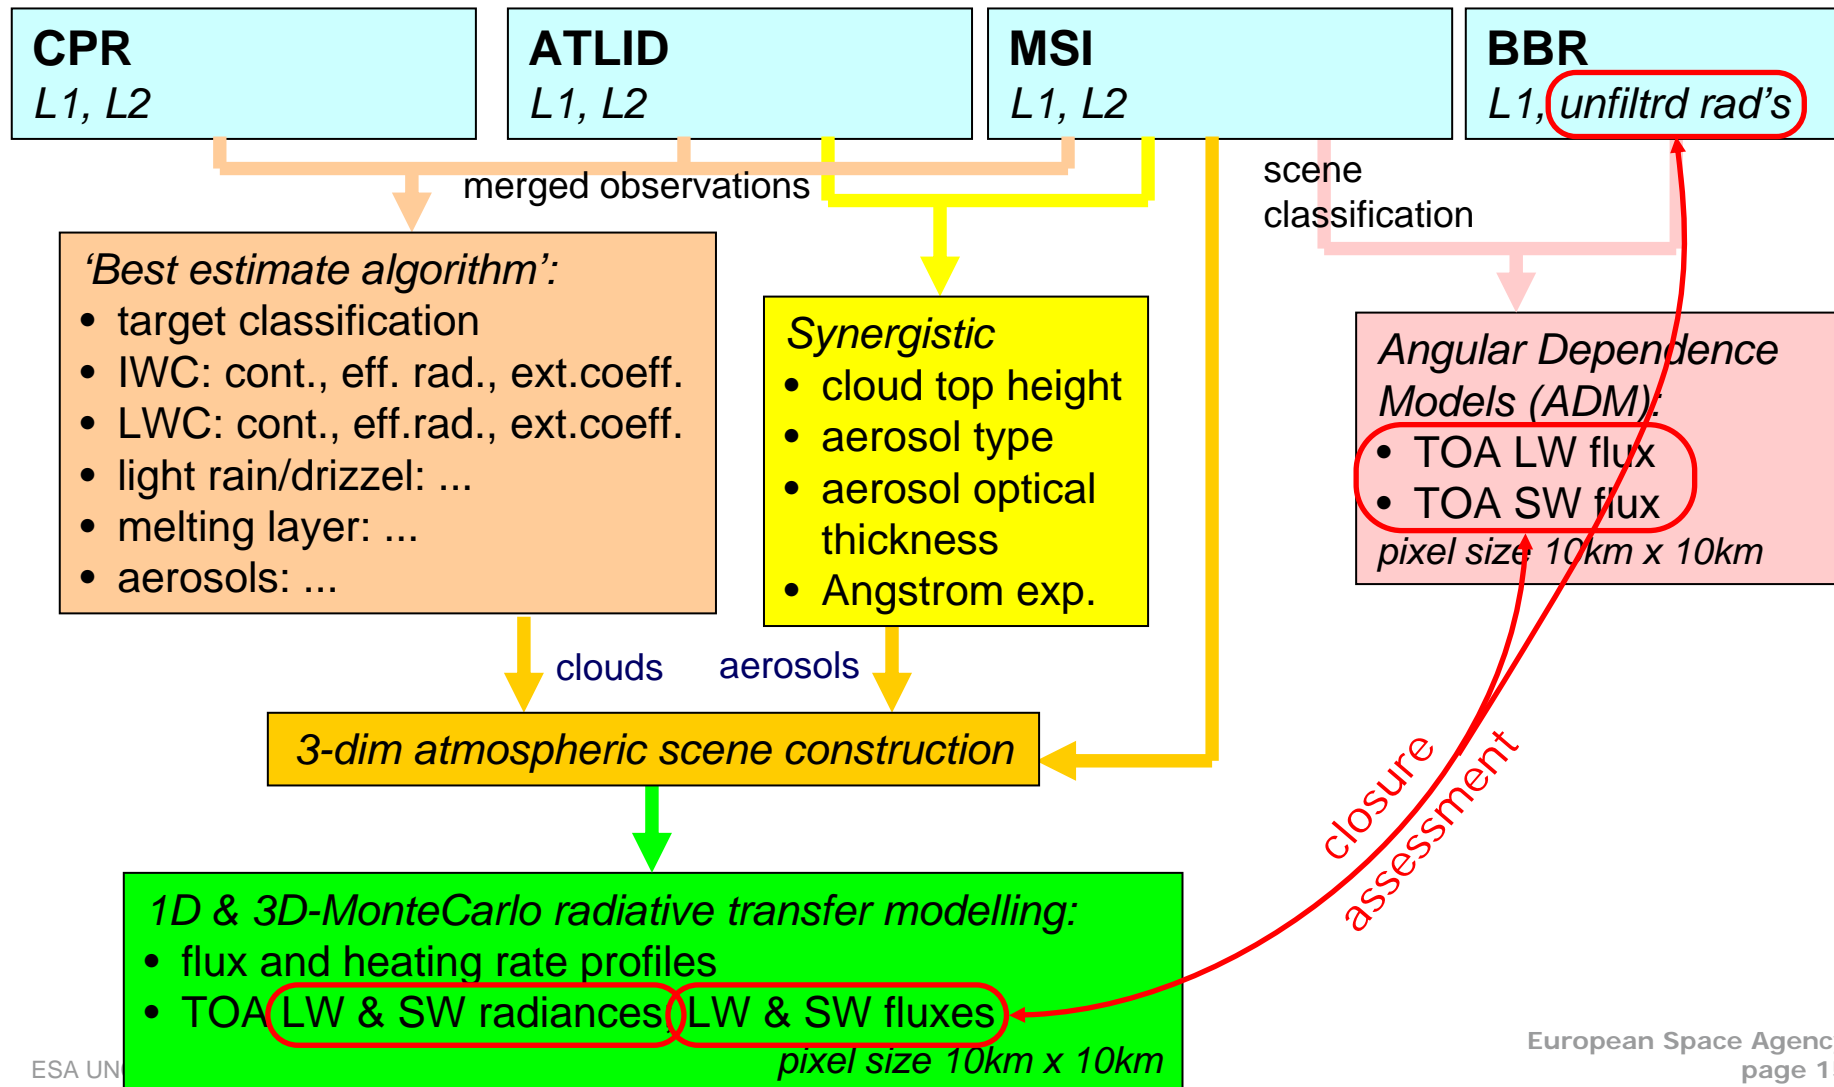 CPR
L1, L2
ATLID
L1, L2
MSI
L1, L2
BBR
L1, unfiltrd rad's
merged observations
scene
classification
‘Best estimate algorithm’:
• target classification
• IWC: cont., eff. rad., ext.coeff.
• LWC: cont., eff.rad., ext.coeff.
• light rain/drizzel: ...
• melting layer: ...
• aerosols: ...
Synergistic
• cloud top height
• aerosol type
• aerosol optical
thickness
• Angstrom exp.
Angular Dependence
Models (ADM):
• TOA LW flux
• TOA SW flux
pixel size 10km x 10km
clouds
aerosols
3-dim atmospheric scene construction
closure
assessment
1D & 3D-MonteCarlo radiative transfer modelling:
• flux and heating rate profiles
• TOA LW & SW radiances, LW & SW fluxes
pixel size 10km x 10km
ESA
European Space Agenc
page